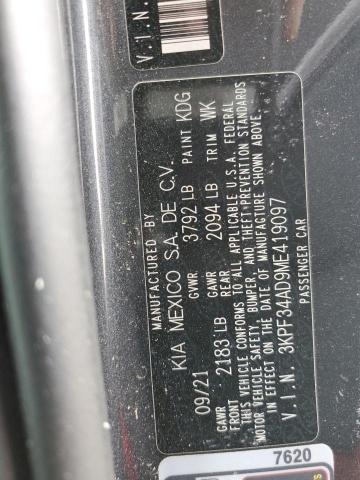 V.I.N.
MANUFACTURED BY
KIA MEXICO S.A. DE C.V.
09/21 GVWR 3792 LB PAINT KDG
GAWR FRONT 2183 LB GAWR REAR 2094 LB TRIM WK
THIS VEHICLE CONFORMS TO ALL APPLICABLE U.S.A. FEDERAL
MOTOR VEHICLE SAFETY, BUMPER, AND THEFT PREVENTION STANDARDS
IN EFFECT ON THE DATE OF MANUFACTURE SHOWN ABOVE.
V.I.N. 3KPF34AD9ME419097
PASSENGER CAR
7620